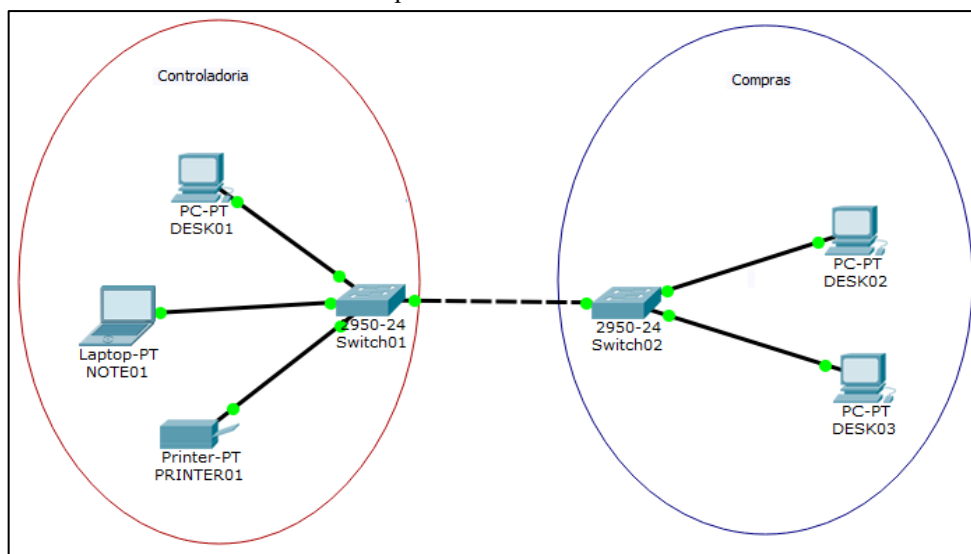 Controladoria
Compras
PC-PT
DESK01
PC-PT
DESK02
Laptop-PT
NOTE01
2950-24
Switch01
2950-24
Switch02
PC-PT
DESK03
Printer-PT
PRINTER01